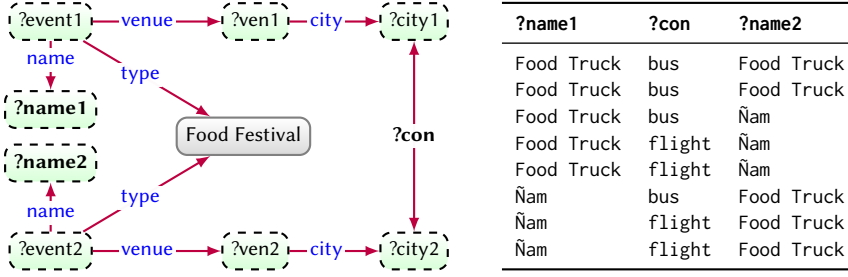 ?event1 venue ?ven1 city ?city1
name
type
?name1
Food Festival
?con
?name2
type
name
?event2 venue ?ven2 city ?city2
?name1 ?con ?name2
Food Truck bus Food Truck
Food Truck bus Food Truck
Food Truck bus Ñam
Food Truck flight Ñam
Food Truck flight Ñam
Ñam bus Food Truck
Ñam flight Food Truck
Ñam flight Food Truck